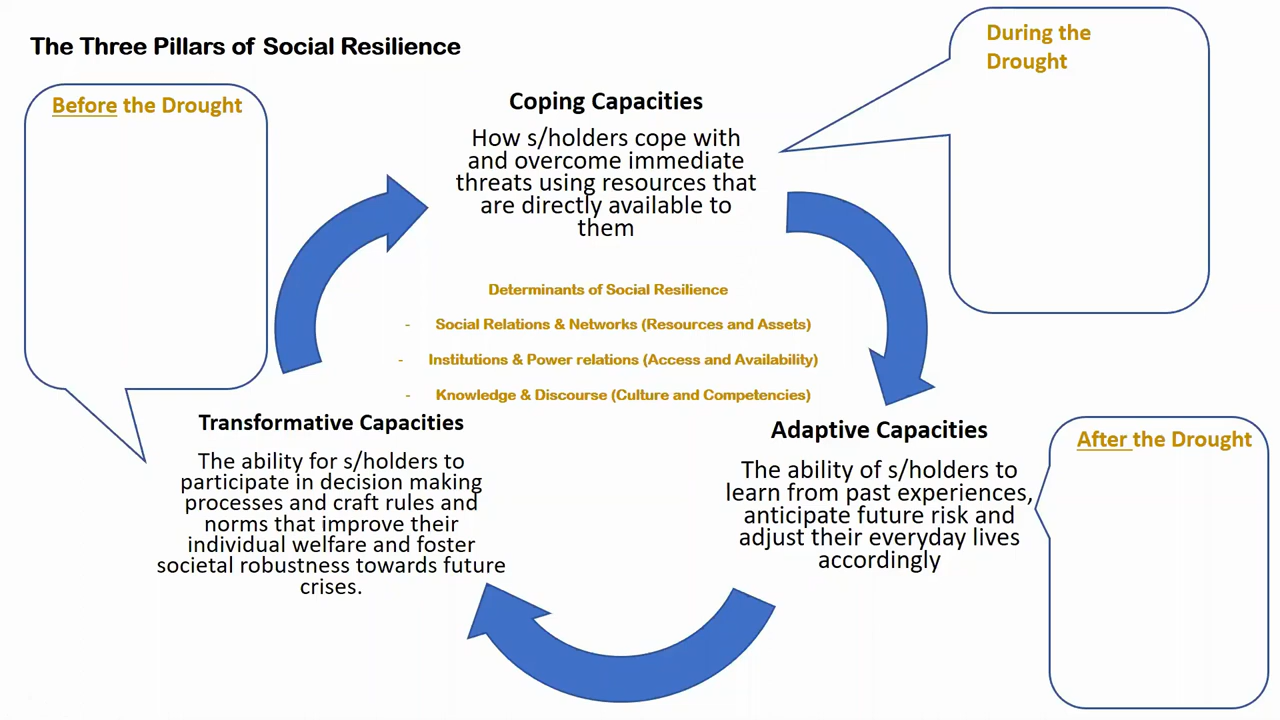 The Three Pillars of Social Resilience
During the
Drought
Before the Drought
Coping Capacities
How s/holders cope with
and overcome immediate
threats using resources that
are directly available to
them
Determinants of Social Resilience
- Social Relations & Networks (Resources and Assets)
- Institutions & Power relations (Access and Availability)
- Knowledge & Discourse (Culture and Competencies)
Transformative Capacities
The ability for s/holders to
participate in decision making
processes and craft rules and
norms that improve their
individual welfare and foster
societal robustness towards future
crises.
Adaptive Capacities
The ability of s/holders to
learn from past experiences,
anticipate future risk and
adjust their everyday lives
accordingly
After the Drought